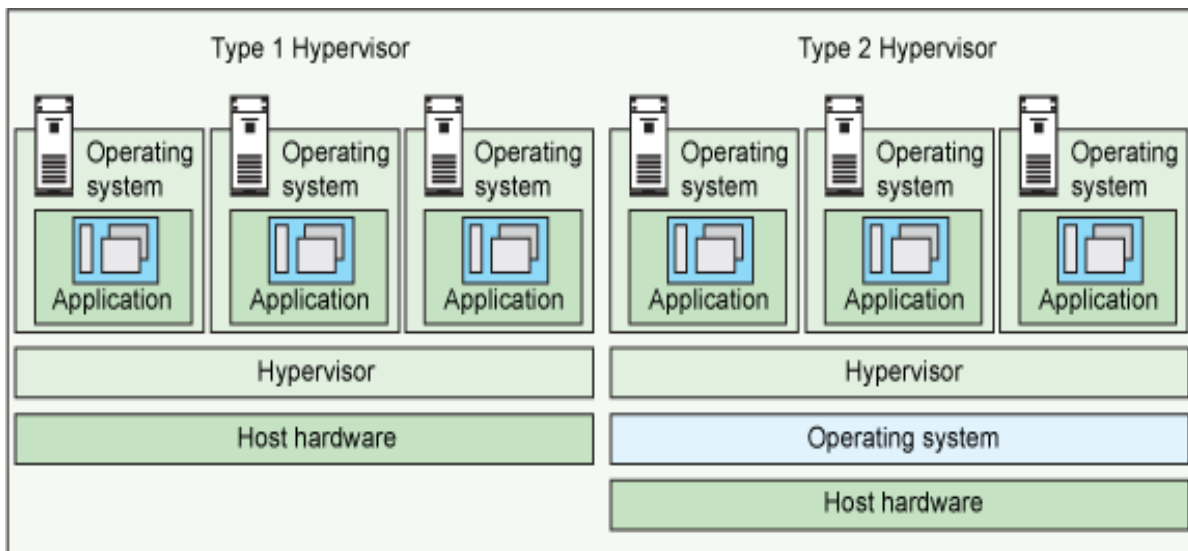 Type 1 Hypervisor
Operating
system
Application
Operating
system
Application
Operating
system
Application
Hypervisor
Host hardware
Type 2 Hypervisor
Operating
system
Application
Operating
system
Application
Operating
system
Application
Hypervisor
Operating system
Host hardware